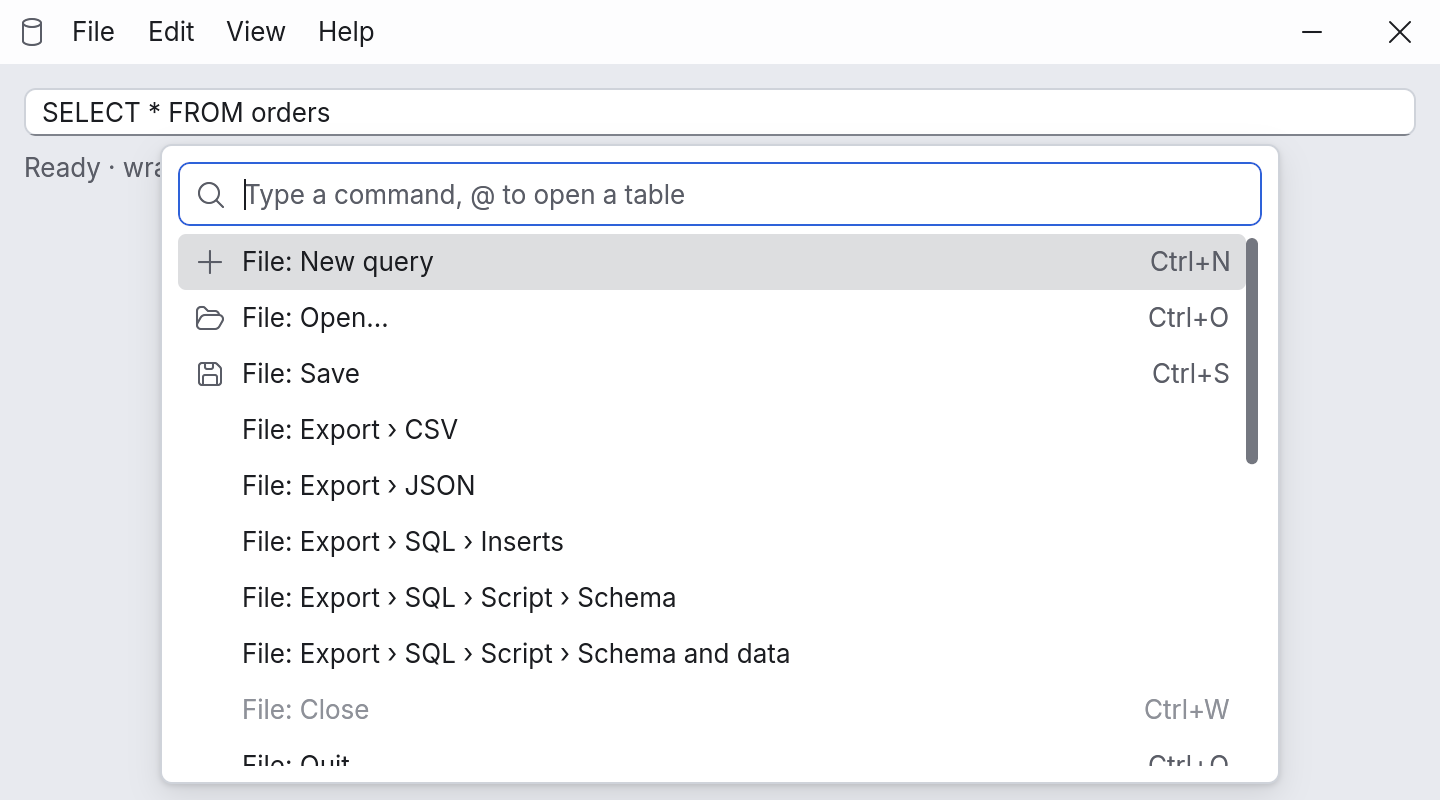 File Edit View Help
SELECT * FROM orders
Ready ·
Type a command, @ to open a table
File: New query Ctrl+N
File: Open... Ctrl+O
File: Save Ctrl+S
File: Export › CSV
File: Export › JSON
File: Export › SQL › Inserts
File: Export › SQL › Script › Schema
File: Export › SQL › Script › Schema and data
File: Close Ctrl+W
File: Quit